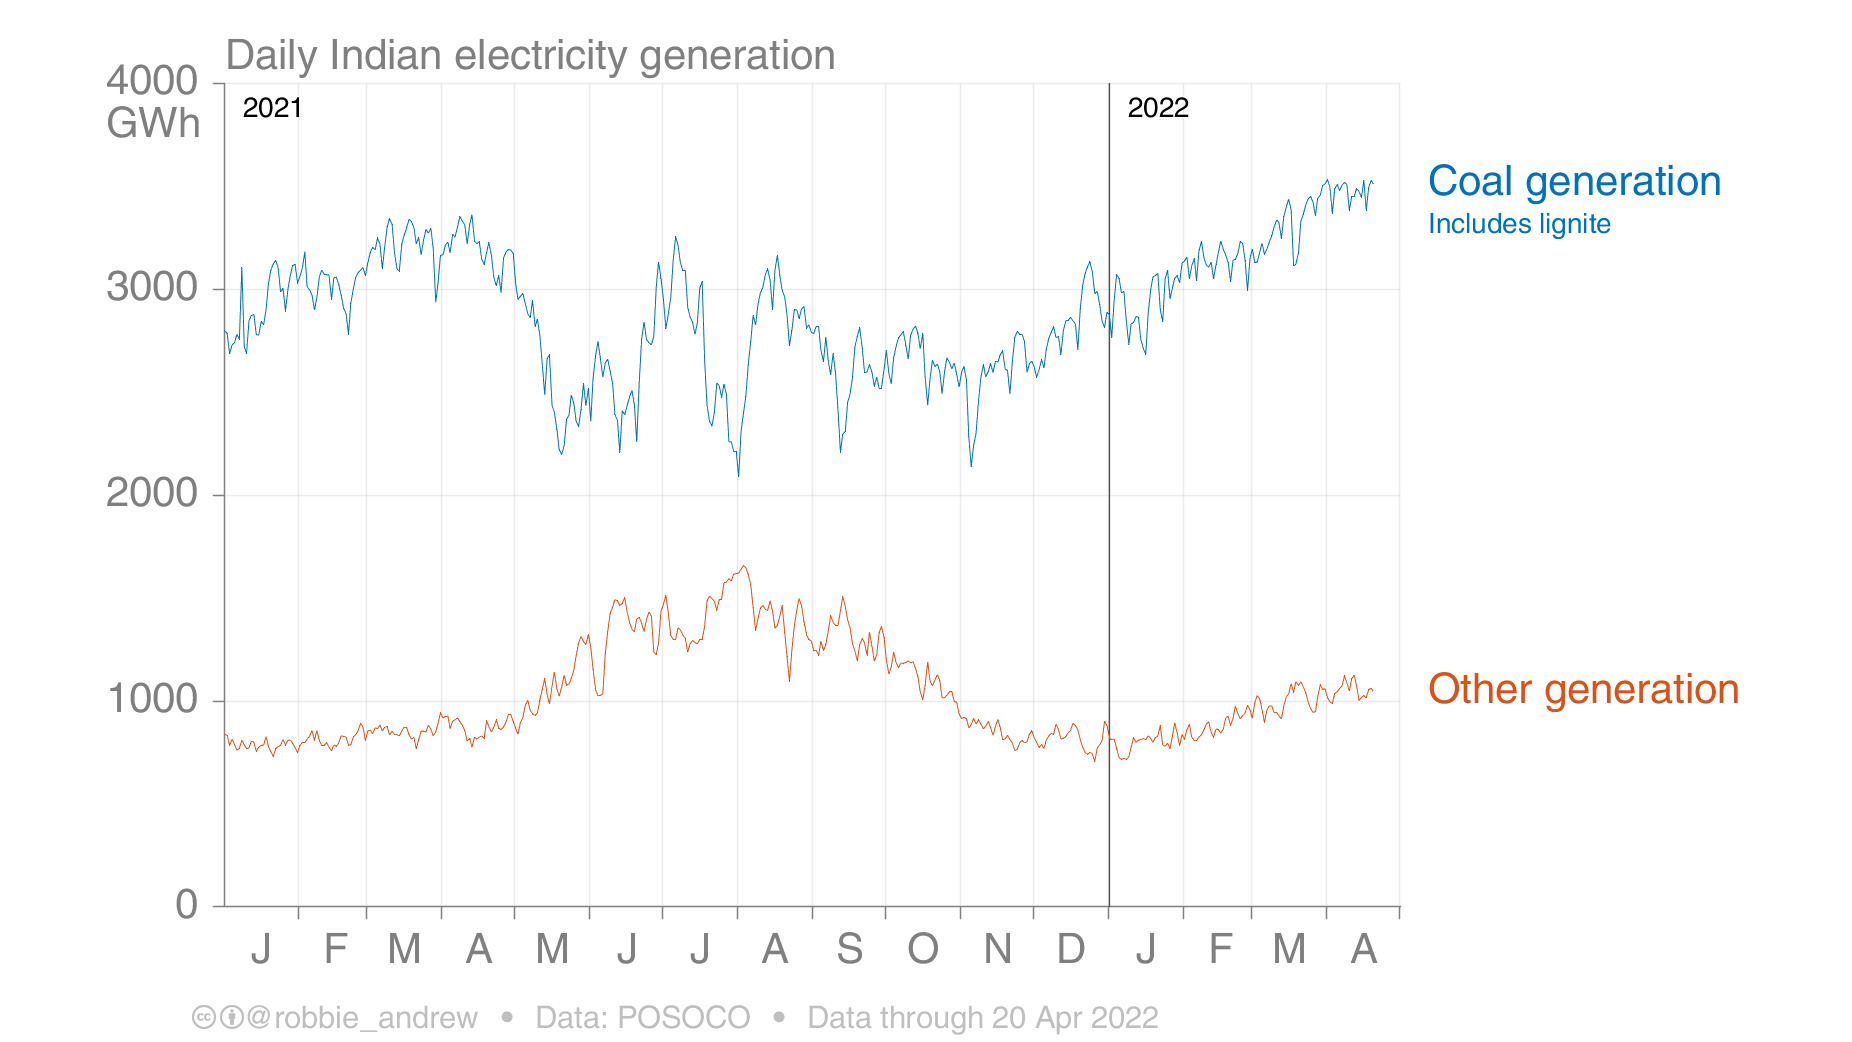 Daily Indian electricity generation
4000
GWh
2021
2022
Coal generation
Includes lignite
3000
2000
Other generation
1000
0
J F M A M J J A S O N D J F M A
cc @robbie_andrew • Data: POSOCO • Data through 20 Apr 2022